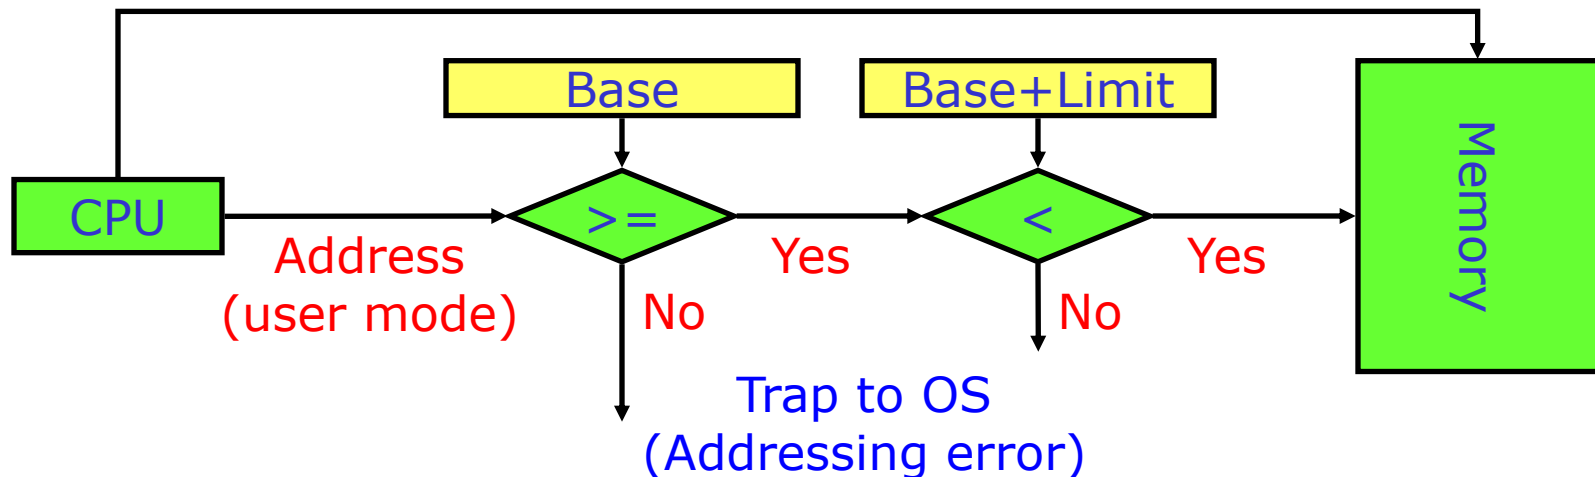 Base
Base+Limit
CPU
>=
<
Memory
Address
(user mode)
Yes
Yes
No
No
Trap to OS
(Addressing error)